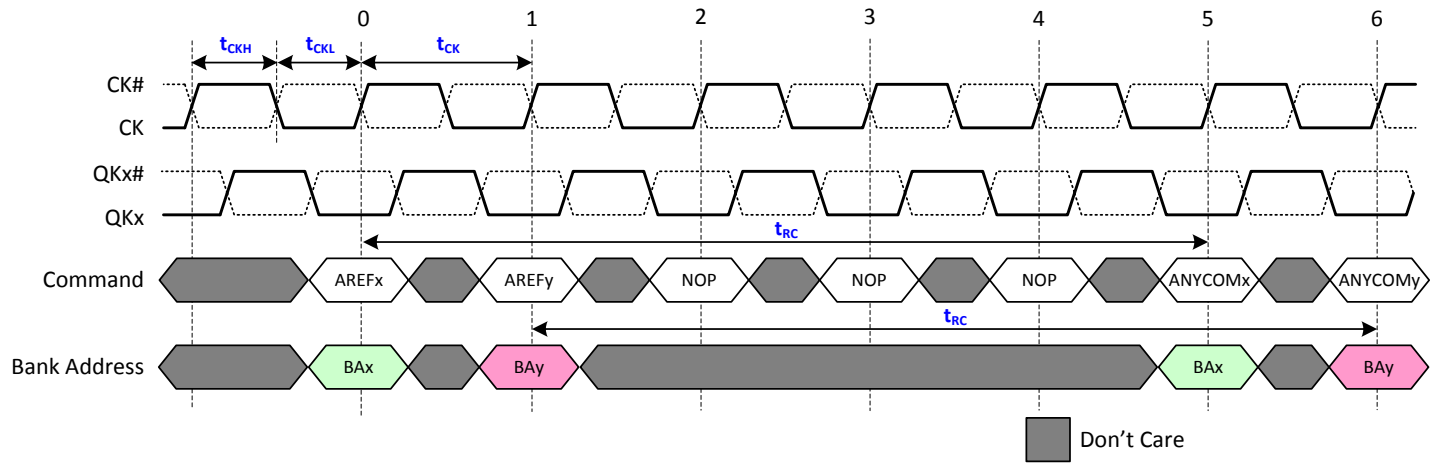 0 1 2 3 4 5 6
tCKH tCKL tCK
CK#
CK
QKx#
QKx
tRC
Command AREFx AREFy NOP NOP NOP ANYCOMx ANYCOMy
tRC
Bank Address BAx BAy BAx BAy
Don't Care